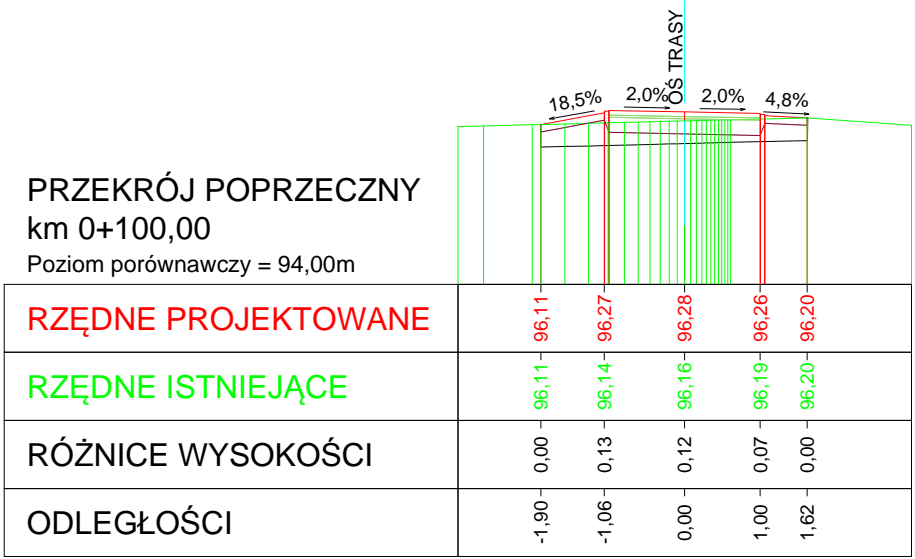 OŚ TRASY
18,5% 2,0% 2,0% 4,8%
PRZEKRÓJ POPRZECZNY
km 0+100,00
Poziom porównawczy = 94,00m
RZĘDNE PROJEKTOWANE 96,11 96,27 96,28 96,26 96,20
RZĘDNE ISTNIEJĄCE 96,11 96,14 96,16 96,19 96,20
RÓŻNICE WYSOKOŚCI 0,00 0,13 0,12 0,07 0,00
ODLEGŁOŚCI -1,90 -1,06 0,00 1,00 1,62